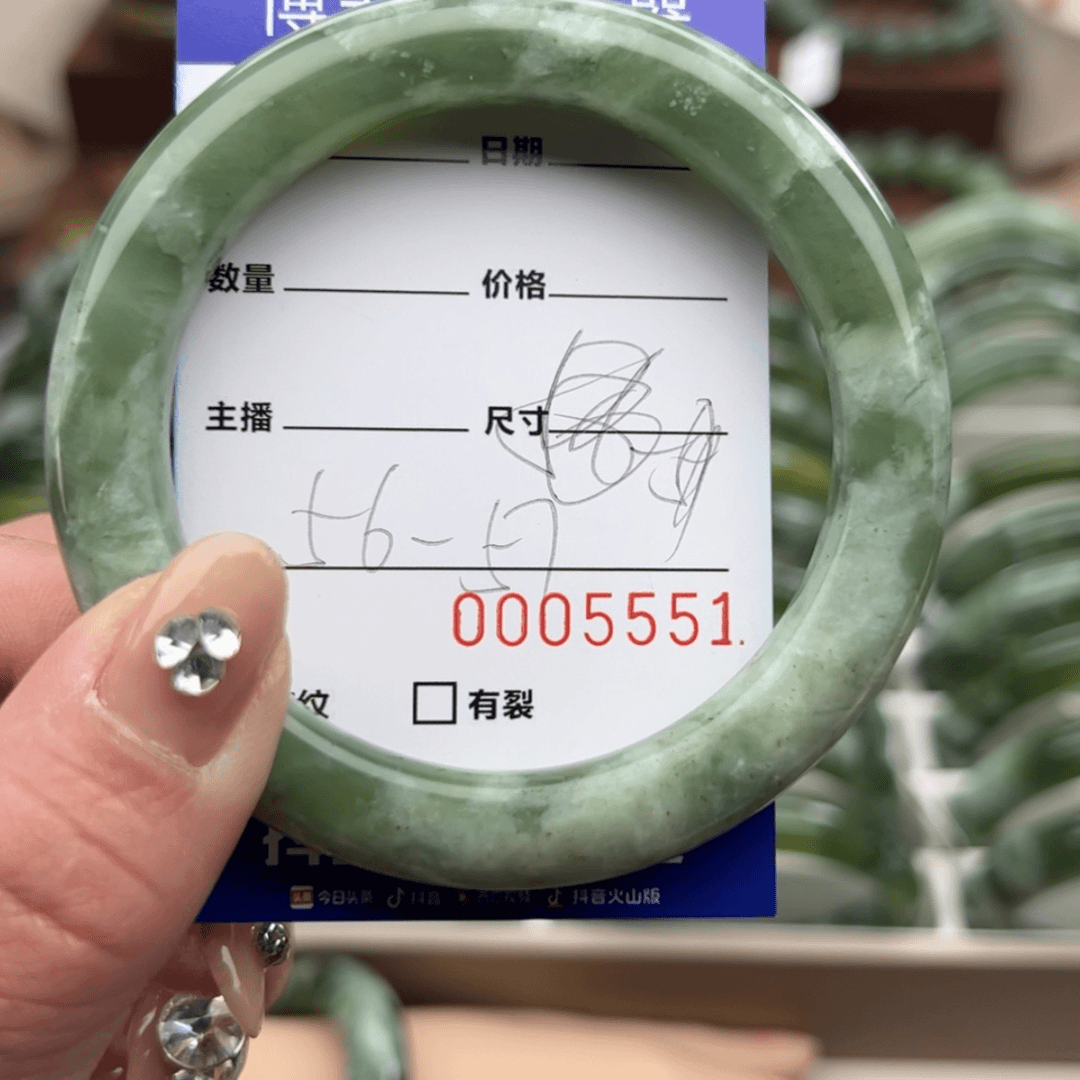 日期
数量 价格
主播 尺寸
56-57
0005551.
纹 有裂
今日头条 抖音 抖音火山版